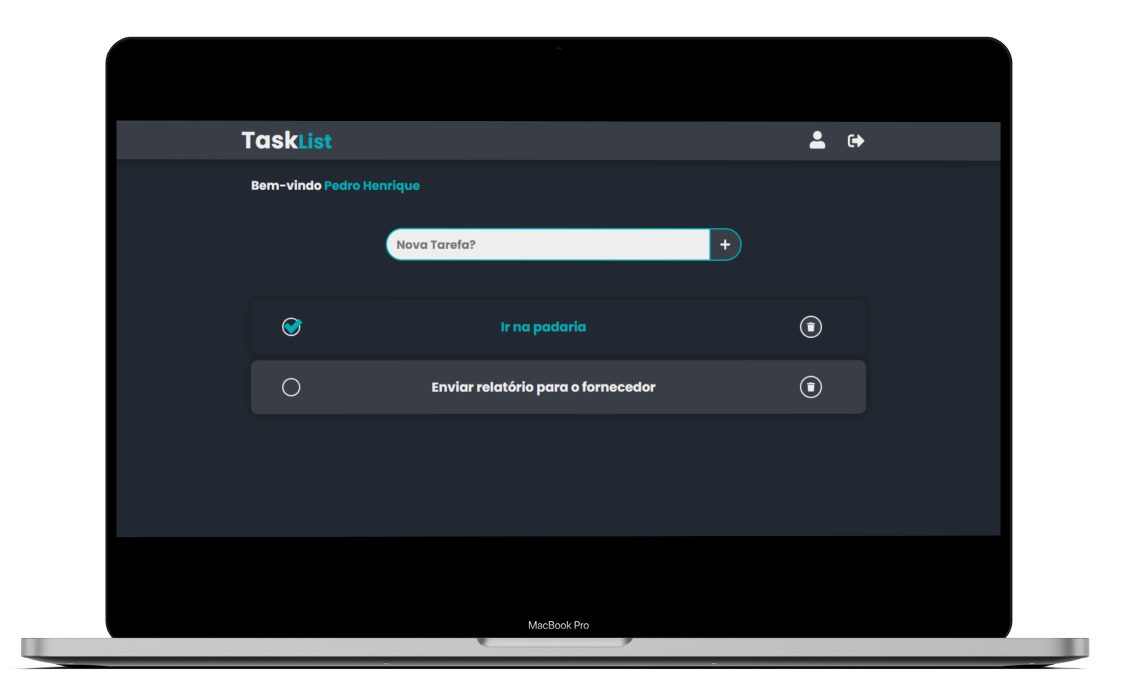 TaskList
Bem-vindo Pedro Henrique
Nova Tarefa?
Ir na padaria
Enviar relatório para o fornecedor
MacBook Pro